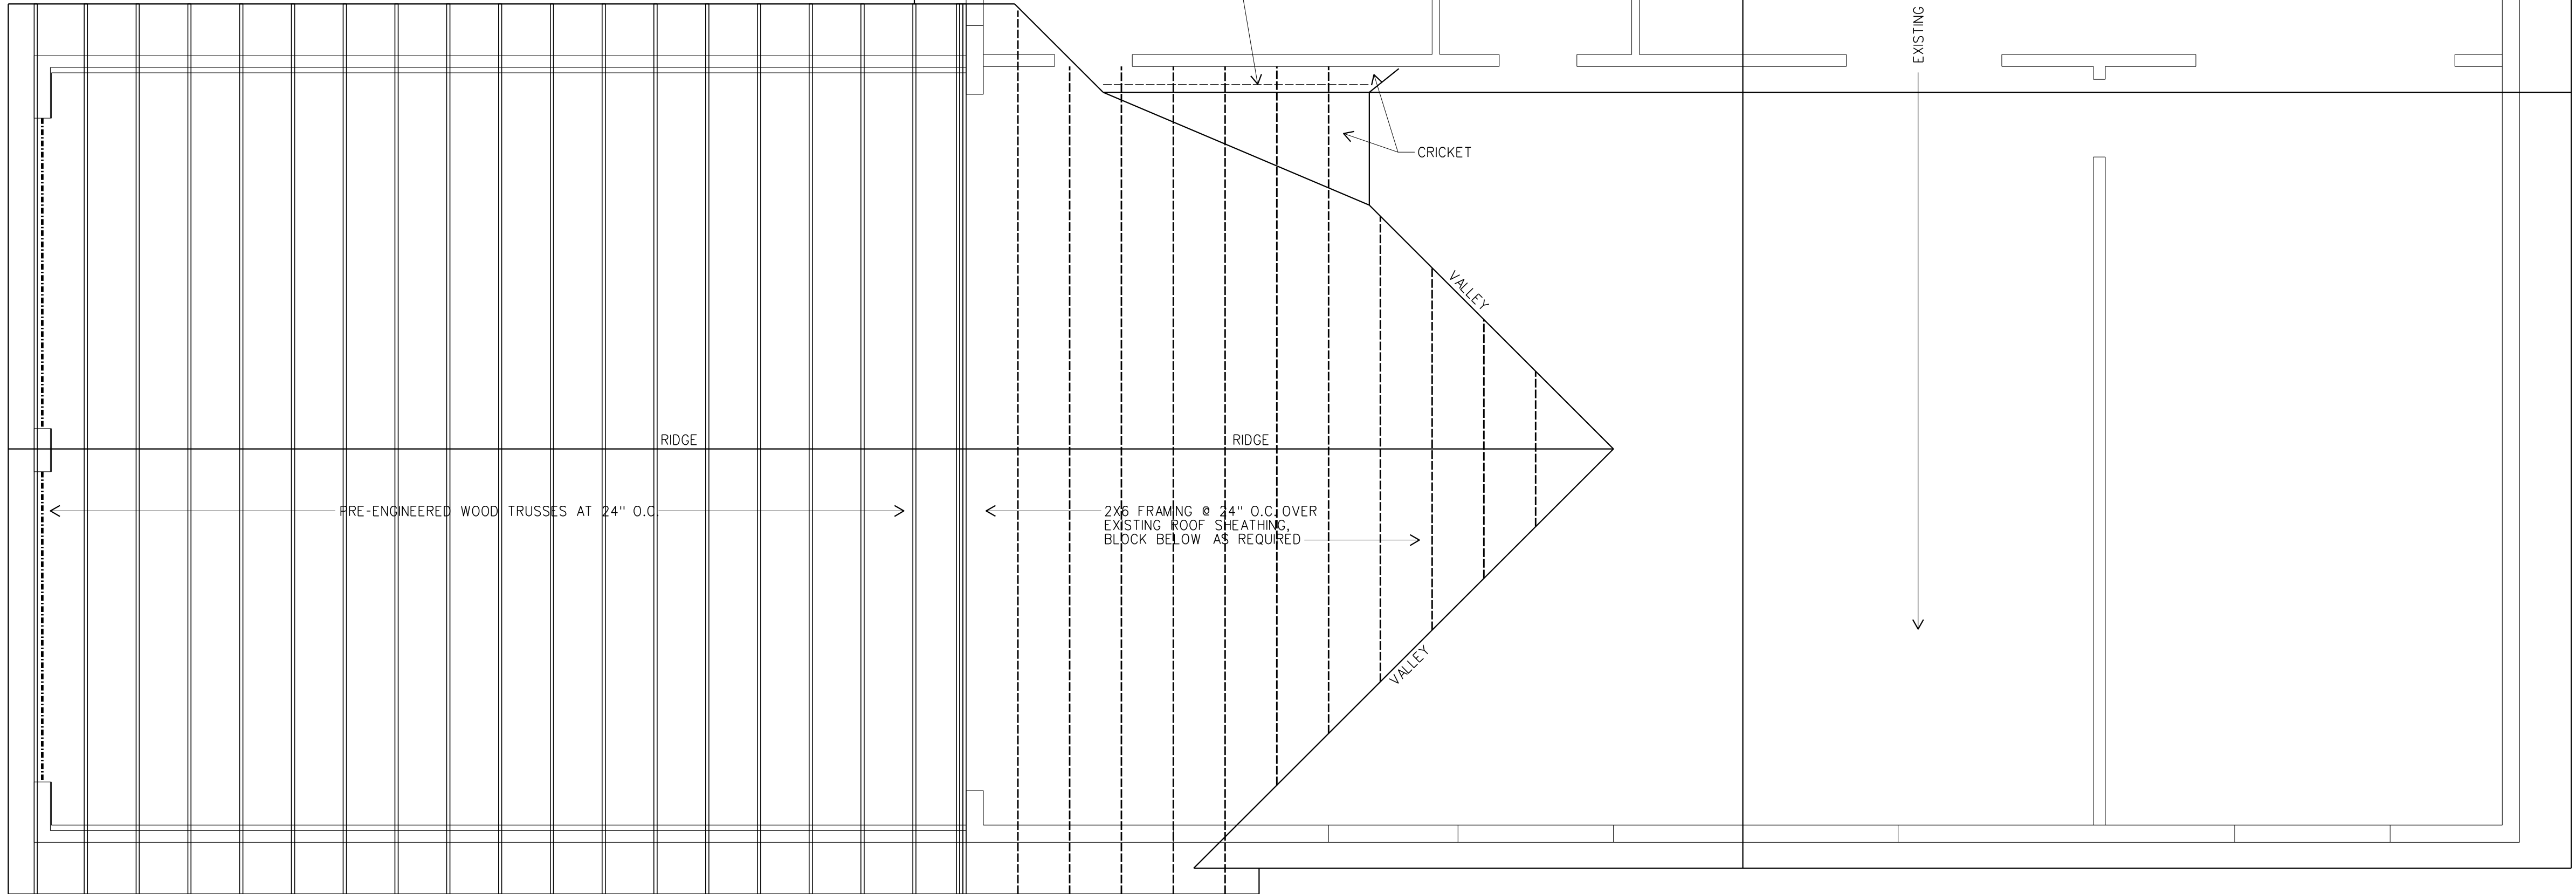 EXISTING
CRICKET
VALLEY
RIDGE
RIDGE
PRE-ENGINEERED WOOD TRUSSES AT 24" O.C.
2X6 FRAMING @ 24" O.C. OVER
EXISTING ROOF SHEATHING,
BLOCK BELOW AS REQUIRED
VALLEY